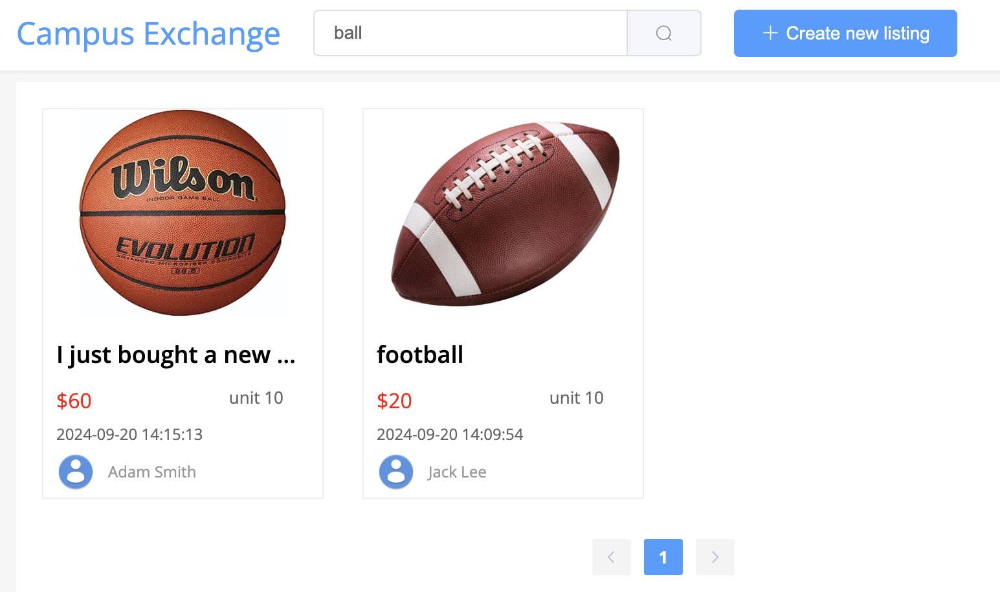 Campus Exchange
ball
Create new listing
Wilson
INDOOR GAME BALL
EVOLUTION
ADVANCED MICROFIBER COMPOSITE
28.5
I just bought a new ...
$60 unit 10
2024-09-20 14:15:13
Adam Smith
football
$20 unit 10
2024-09-20 14:09:54
Jack Lee
1